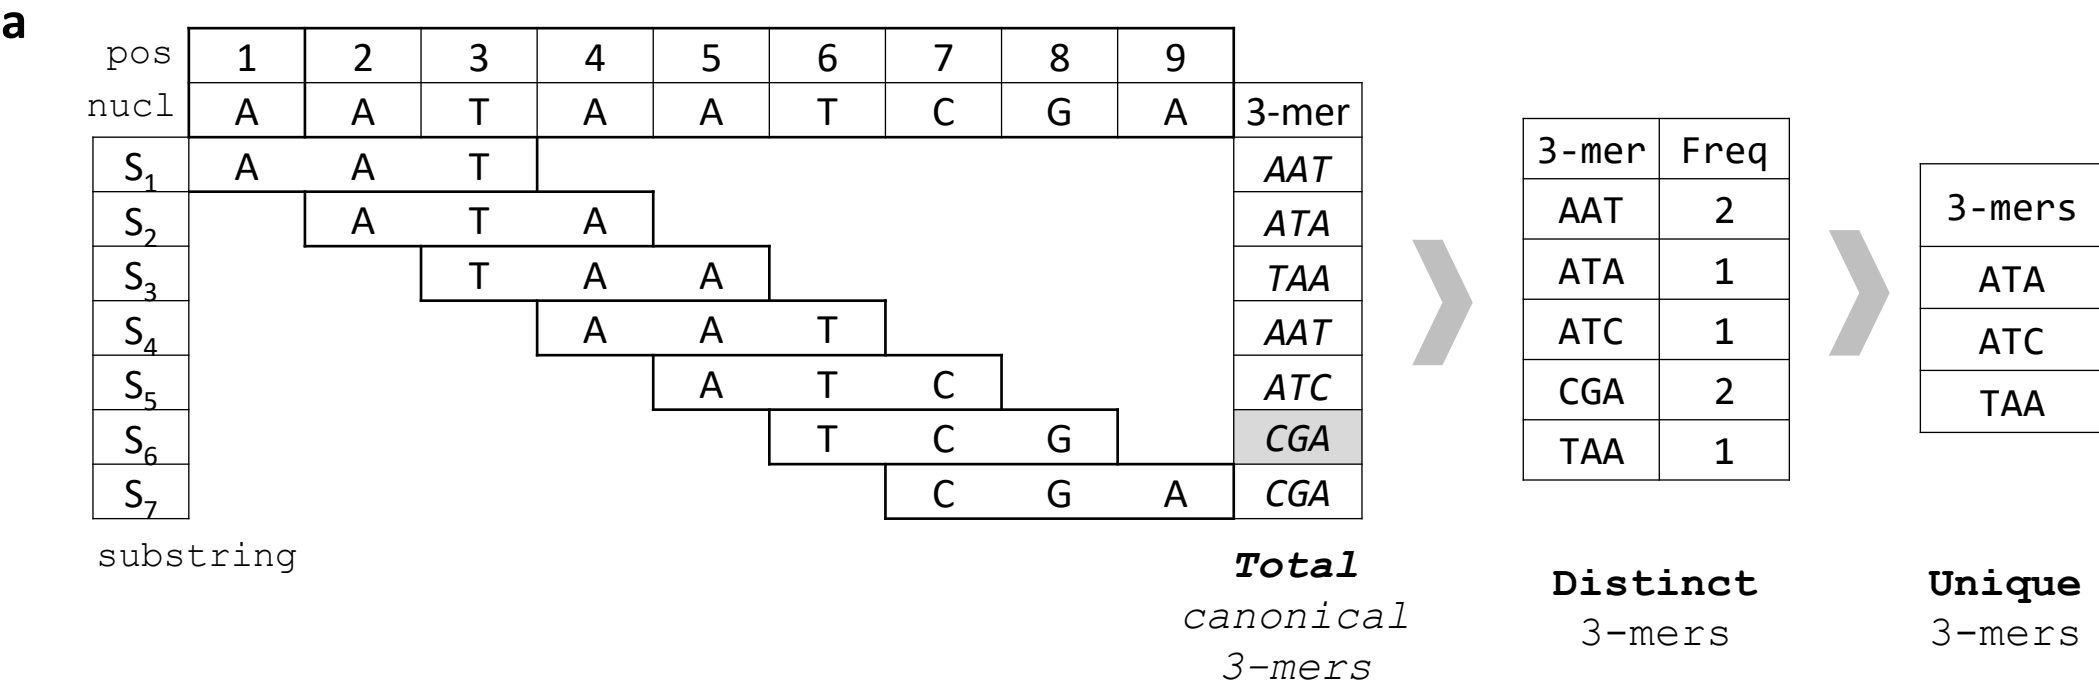 a
pos 1 2 3 4 5 6 7 8 9
nucl A A T A A T C G A 3-mer
S1 A A T AAT
S2 A T A ATA
S3 T A A TAA
S4 A A T AAT
S5 A T C ATC
S6 T C G CGA
S7 C G A CGA
substring
Total
canonical
3-mers
3-mer Freq
AAT 2
ATA 1
ATC 1
CGA 2
TAA 1
Distinct
3-mers
3-mers
ATA
ATC
TAA
Unique
3-mers